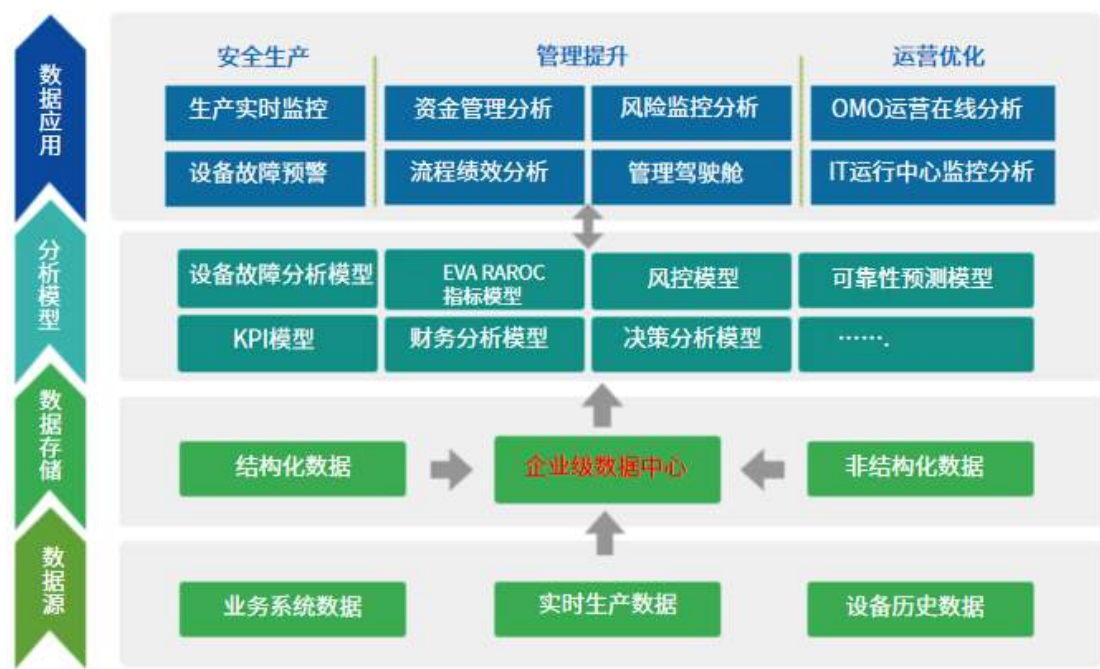 数据应用
安全生产
管理提升
运营优化
生产实时监控
资金管理分析
风险监控分析
OMO运营在线分析
设备故障预警
流程绩效分析
管理驾驶舱
IT运行中心监控分析
分析模型
设备故障分析模型
EVA RAROC
指标模型
风控模型
可靠性预测模型
KPI模型
财务分析模型
决策分析模型
…….
数据存储
结构化数据
企业级数据中心
非结构化数据
数据源
业务系统数据
实时生产数据
设备历史数据